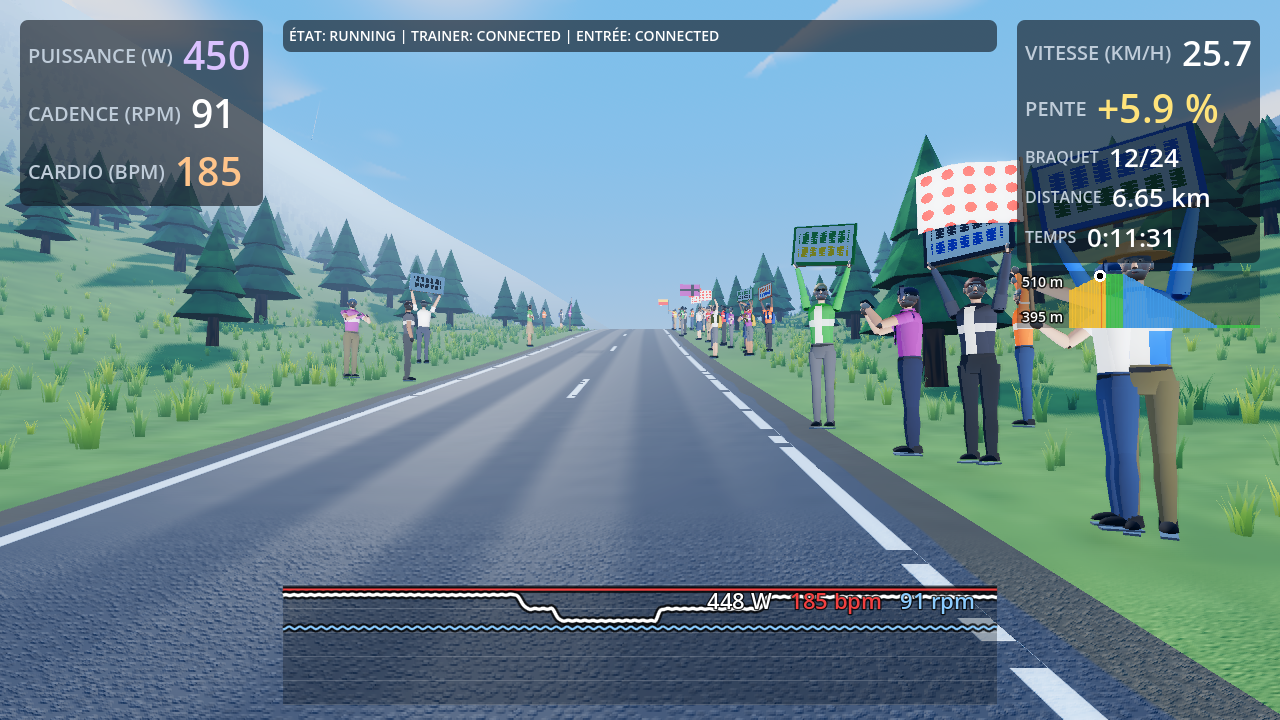 PUISSANCE (W) 450
CADENCE (RPM) 91
CARDIO (BPM) 185
ÉTAT: RUNNING | TRAINER: CONNECTED | ENTRÉE: CONNECTED
VITESSE (KM/H) 25.7
PENTE +5.9 %
BRAQUET 12/24
DISTANCE 6.65 km
TEMPS 0:11:31
510 m
395 m
448 W 185 bpm 91 rpm